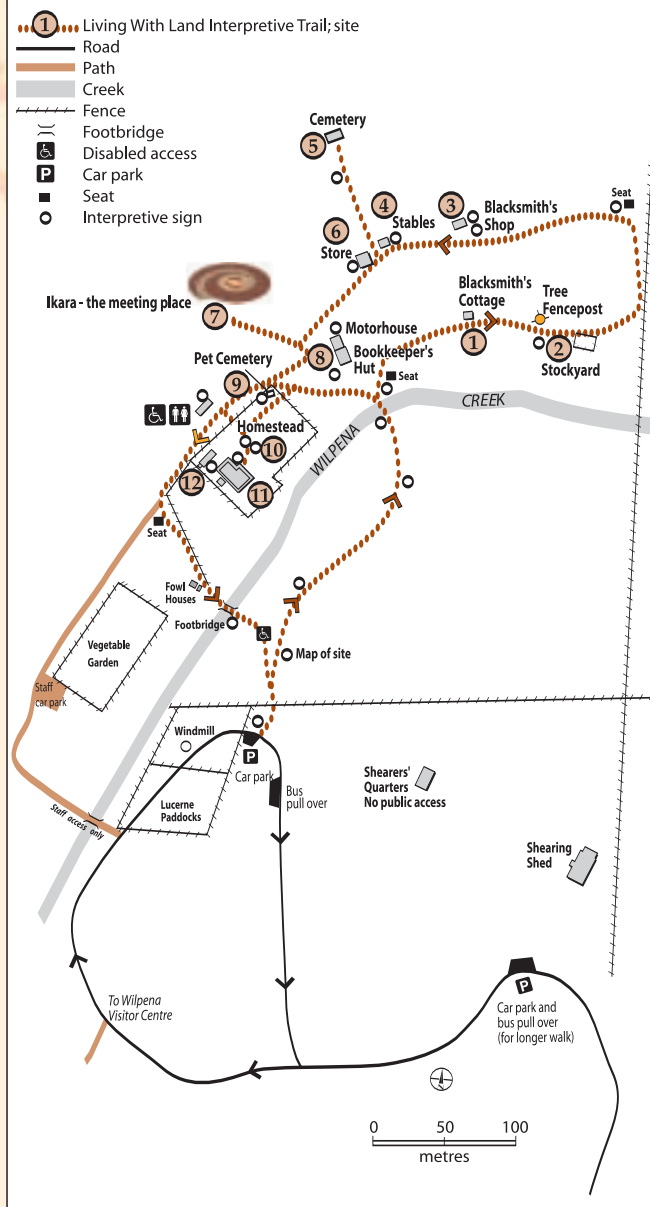 1 Living With Land Interpretive Trail; site
Road
Path
Creek
Fence
Footbridge
Disabled access
P Car park
Seat
Interpretive sign
Cemetery
5
4
Stables
3
Blacksmith's
Shop
Seat
6
Store
Ikara - the meeting place
7
Blacksmith's
Cottage
1
Tree
Fencepost
2
Stockyard
Motorhouse
8
Bookkeeper's
Hut
Pet Cemetery
9
Seat
CREEK
WILPENA
Homestead
10
12
11
Seat
Fowl
Houses
Footbridge
Map of site
Vegetable
Garden
Staff
car park
Windmill
P
Car park
Bus
pull over
Lucerne
Paddocks
Staff access only
Shearers'
Quarters
No public access
Shearing
Shed
To Wilpena
Visitor Centre
P
Car park and
bus pull over
(for longer walk)
0 50 100
metres